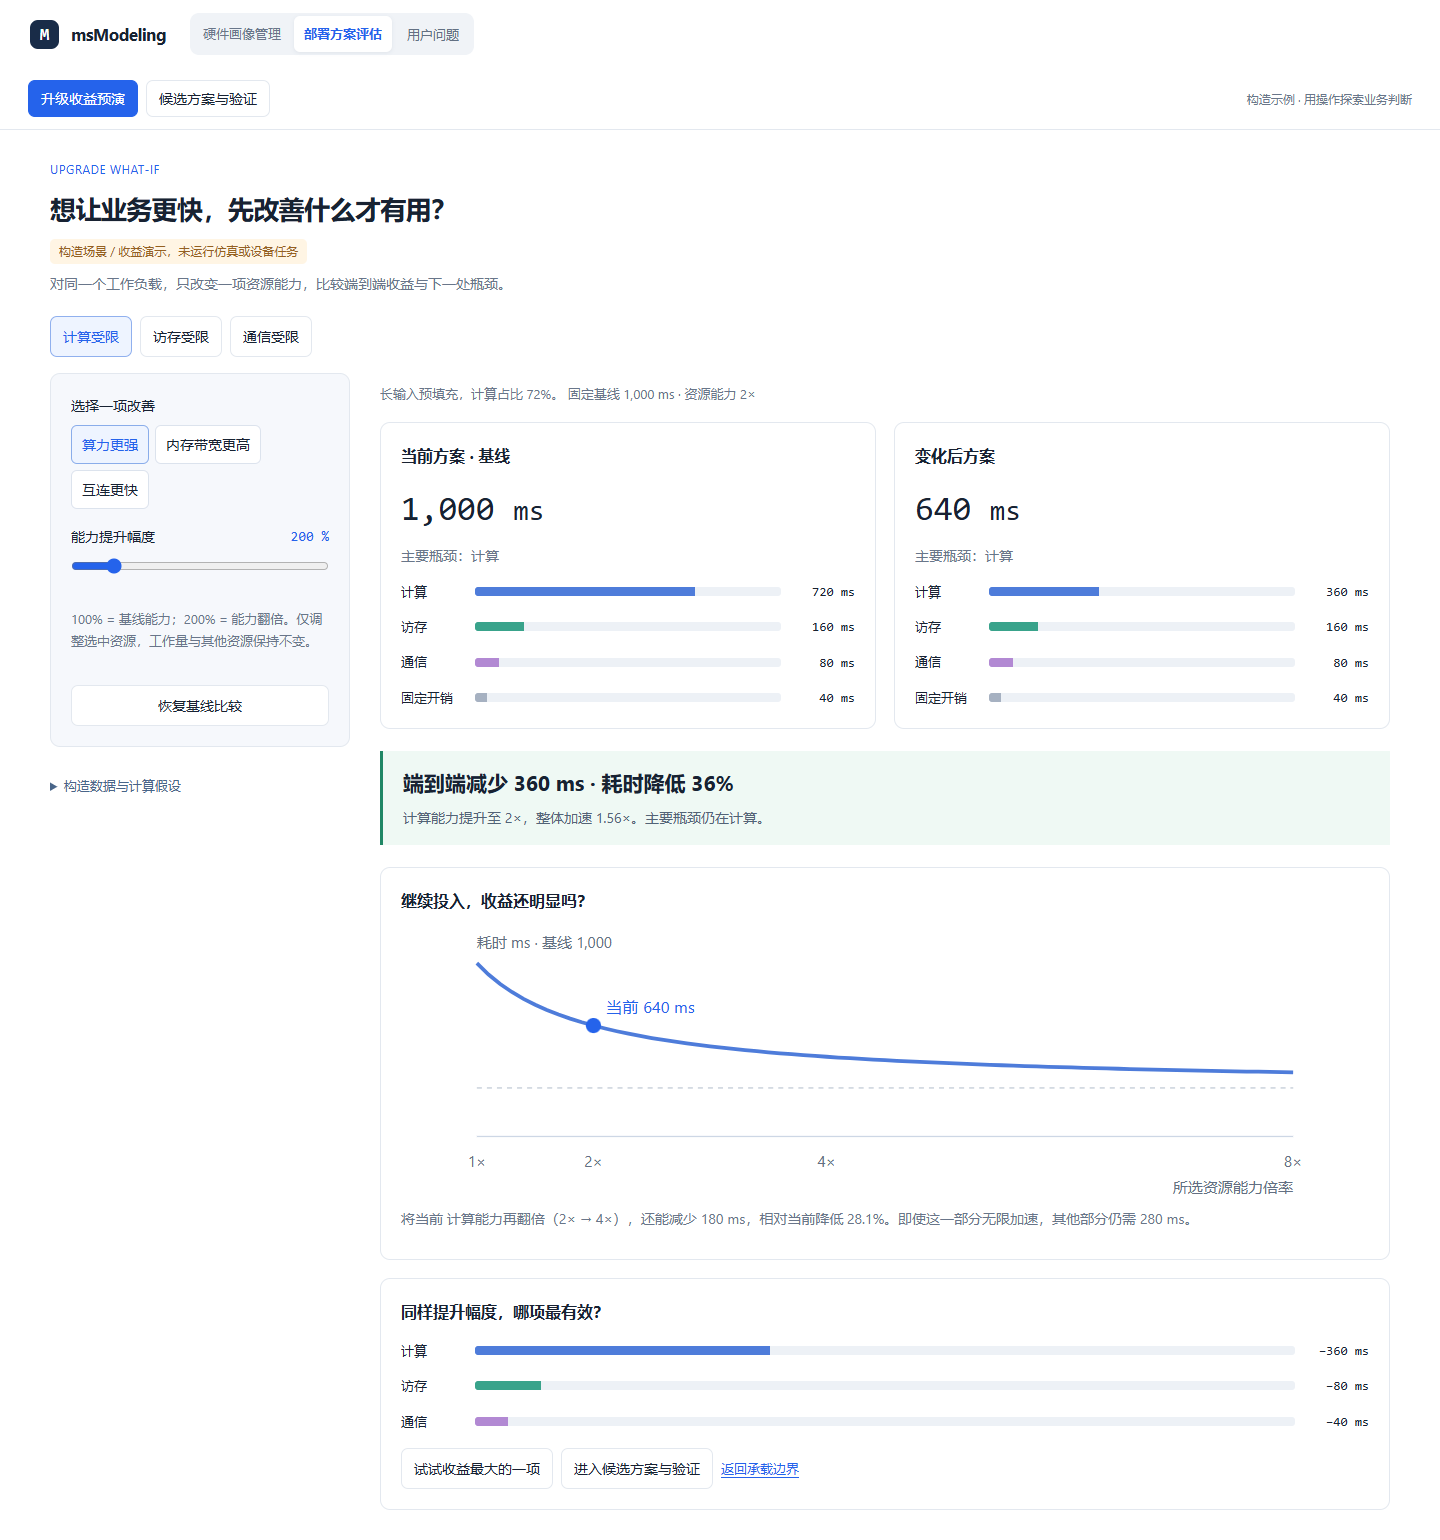 M msModeling 硬件画像管理 部署方案评估 用户问题
升级收益预演 候选方案与验证 构造示例 · 用操作探索业务判断
UPGRADE WHAT-IF
想让业务更快，先改善什么才有用？
构造场景 / 收益演示，未运行仿真或设备任务
对同一个工作负载，只改变一项资源能力，比较端到端收益与下一处瓶颈。
计算受限 访存受限 通信受限
选择一项改善
算力更强 内存带宽更高
互连更快
能力提升幅度 200 %
100% = 基线能力；200% = 能力翻倍。仅调
整选中资源，工作量与其他资源保持不变。
恢复基线比较
▶ 构造数据与计算假设
长输入预填充，计算占比 72%。 固定基线 1,000 ms · 资源能力 2×
当前方案 · 基线
1,000 ms
主要瓶颈：计算
计算 720 ms
访存 160 ms
通信 80 ms
固定开销 40 ms
变化后方案
640 ms
主要瓶颈：计算
计算 360 ms
访存 160 ms
通信 80 ms
固定开销 40 ms
端到端减少 360 ms · 耗时降低 36%
计算能力提升至 2×，整体加速 1.56×。主要瓶颈仍在计算。
继续投入，收益还明显吗？
耗时 ms · 基线 1,000
当前 640 ms
1× 2× 4× 8×
所选资源能力倍率
将当前 计算能力再翻倍（2× → 4×），还能减少 180 ms，相对当前降低 28.1%。即使这一部分无限加速，其他部分仍需 280 ms。
同样提升幅度，哪项最有效？
计算 −360 ms
访存 −80 ms
通信 −40 ms
试试收益最大的一项 进入候选方案与验证 返回承载边界